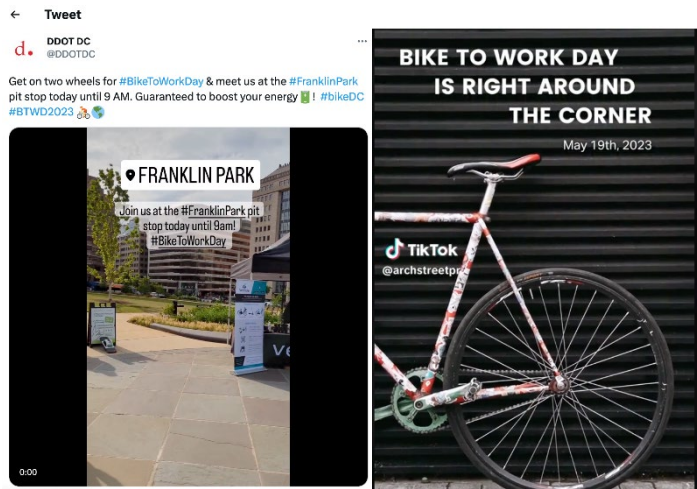 Tweet
DDOT DC
@DDOTDC
Get on two wheels for #BikeToWorkDay & meet us at the #FranklinPark
pit stop today until 9 AM. Guaranteed to boost your energy🔋! #bikeDC
#BTWD2023 🚴🌎
FRANKLIN PARK
Join us at the #FranklinPark pit
stop today until 9am!
#BikeToWorkDay
0:00
BIKE TO WORK DAY
IS RIGHT AROUND
THE CORNER
May 19th, 2023
TikTok
@archstreetpr